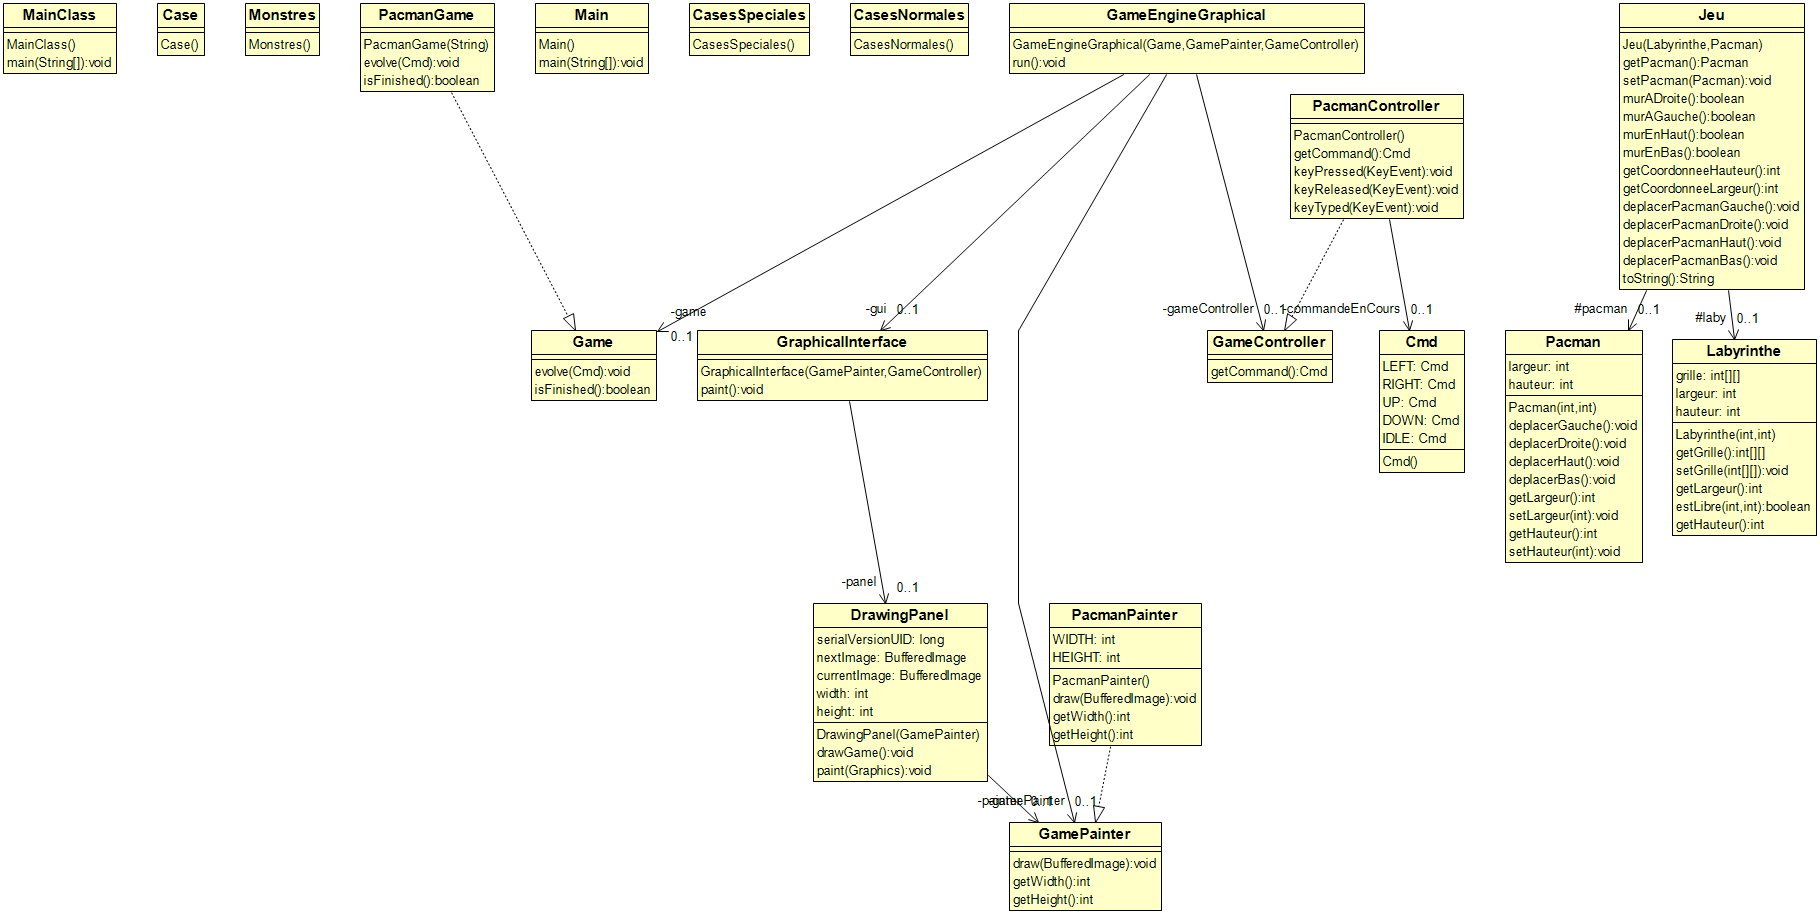 MainClass
MainClass()
main(String[]):void
Case
Case()
Monstres
Monstres()
PacmanGame
PacmanGame(String)
evolve(Cmd):void
isFinished():boolean
Main
Main()
main(String[]):void
CasesSpeciales
CasesSpeciales()
CasesNormales
CasesNormales()
GameEngineGraphical
GameEngineGraphical(Game,GamePainter,GameController)
run():void
PacmanController
PacmanController()
getCommand():Cmd
keyPressed(KeyEvent):void
keyReleased(KeyEvent):void
keyTyped(KeyEvent):void
Jeu
Jeu(Labyrinthe,Pacman)
getPacman():Pacman
setPacman(Pacman):void
murADroite():boolean
murAGauche():boolean
murEnHaut():boolean
murEnBas():boolean
getCoordonneeHauteur():int
getCoordonneeLargeur():int
deplacerPacmanGauche():void
deplacerPacmanDroite():void
deplacerPacmanHaut():void
deplacerPacmanBas():void
toString():String
-game
0..1
-gui 0..1
-gameController 0..1
-commandeEnCours 0..1
#pacman 0..1
#laby 0..1
Game
evolve(Cmd):void
isFinished():boolean
GraphicalInterface
GraphicalInterface(GamePainter,GameController)
paint():void
GameController
getCommand():Cmd
Cmd
LEFT: Cmd
RIGHT: Cmd
UP: Cmd
DOWN: Cmd
IDLE: Cmd
Cmd()
Pacman
largeur: int
hauteur: int
Pacman(int,int)
deplacerGauche():void
deplacerDroite():void
deplacerHaut():void
deplacerBas():void
getLargeur():int
setLargeur(int):void
getHauteur():int
setHauteur(int):void
Labyrinthe
grille: int[][]
largeur: int
hauteur: int
Labyrinthe(int,int)
getGrille():int[][]
setGrille(int[][]):void
getLargeur():int
estLibre(int,int):boolean
getHauteur():int
-panel 0..1
DrawingPanel
serialVersionUID: long
nextImage: BufferedImage
currentImage: BufferedImage
width: int
height: int
DrawingPanel(GamePainter)
drawGame():void
paint(Graphics):void
PacmanPainter
WIDTH: int
HEIGHT: int
PacmanPainter()
draw(BufferedImage):void
getWidth():int
getHeight():int
-painter 0..1
-gamePainter 0..1
GamePainter
draw(BufferedImage):void
getWidth():int
getHeight():int